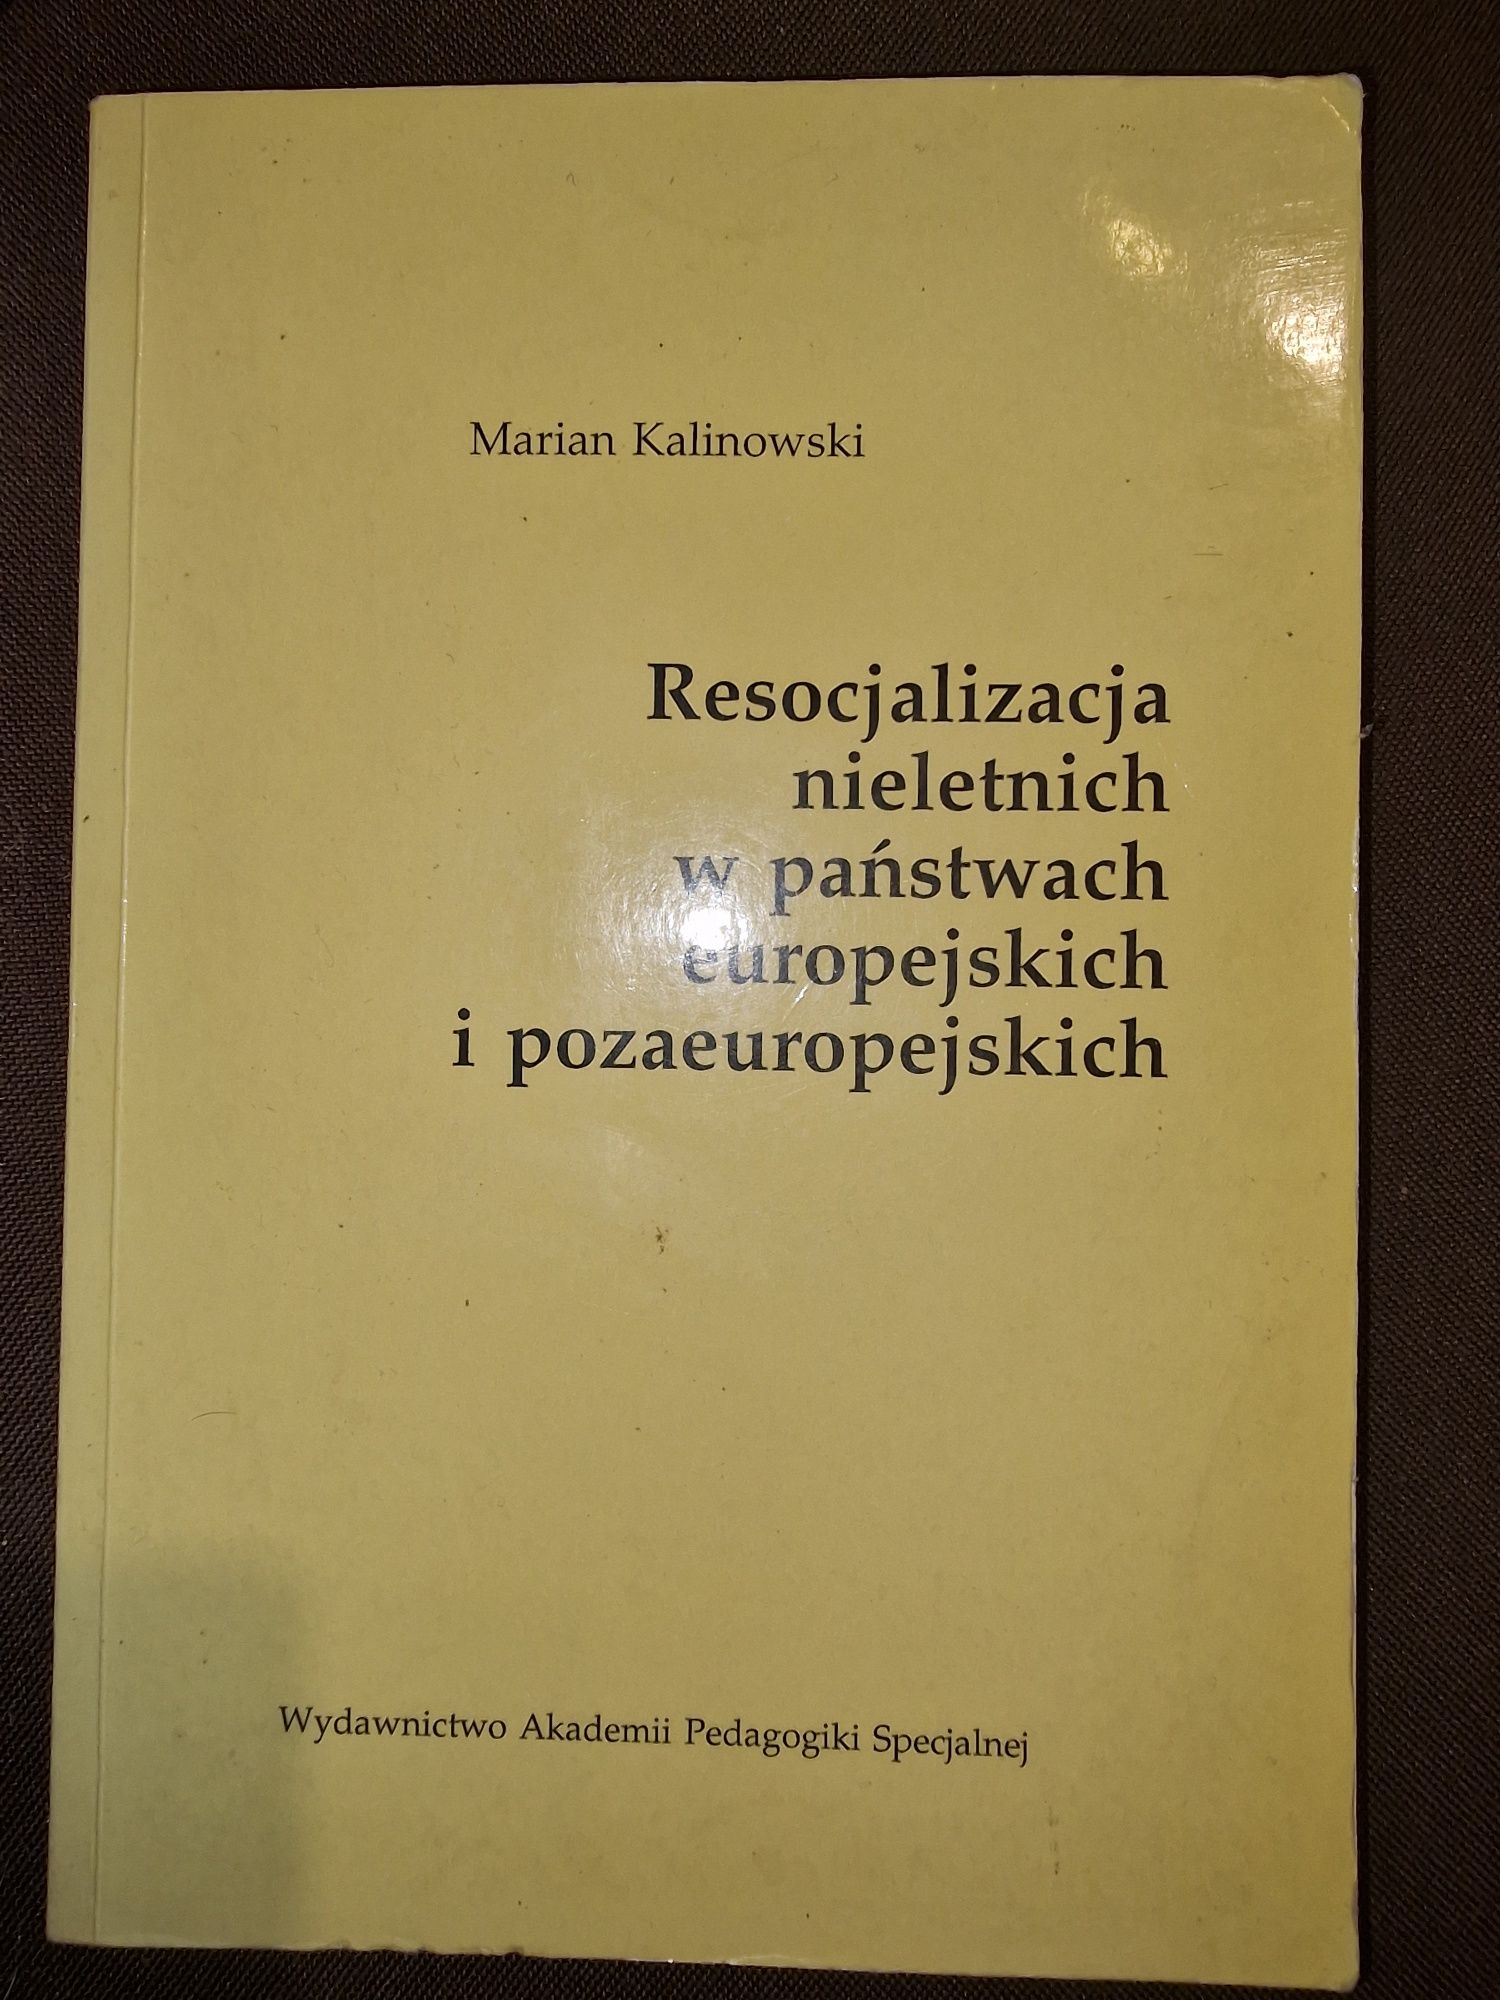 Marian Kalinowski
Resocjalizacja
nieletnich
w państwach
europejskich
i pozaeuropejskich
Wydawnictwo Akademii Pedagogiki Specjalnej